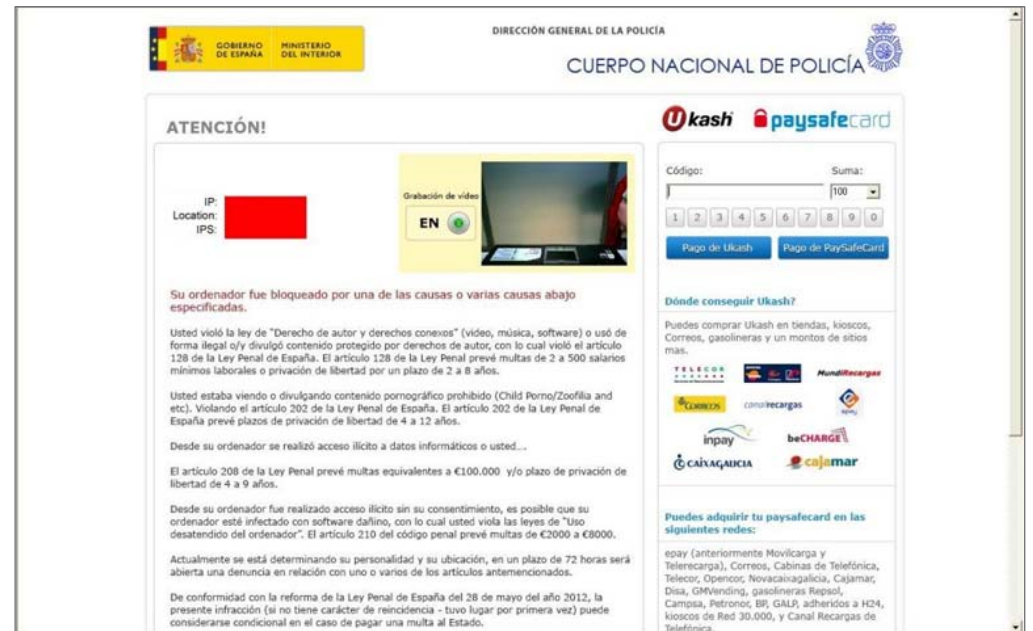 GOBIERNO
DE ESPAÑA
MINISTERIO
DEL INTERIOR
DIRECCIÓN GENERAL DE LA POLICÍA
CUERPO NACIONAL DE POLICÍA
ATENCIÓN!
IP:
Location:
IPS:
Grabación de vídeo
EN
Su ordenador fue bloqueado por una de las causas o varias causas abajo
especificadas.
Usted violó la ley de "Derecho de autor y derechos conexos" (video, música, software) o usó de
forma ilegal o/y divulgó contenido protegido por derechos de autor, con lo cual violó el artículo
128 de la Ley Penal de España. El artículo 128 de la Ley Penal prevé multas de 2 a 500 salarios
mínimos laborales o privación de libertad por un plazo de 2 a 8 años.
Usted estaba viendo o divulgando contenido pornográfico prohibido (Child Porno/Zoofilia and
etc). Violando el artículo 202 de la Ley Penal de España. El artículo 202 de la Ley Penal de
España prevé plazos de privación de libertad de 4 a 12 años.
Desde su ordenador se realizó acceso ilícito a datos informáticos o usted...
El artículo 208 de la Ley Penal prevé multas equivalentes a €100.000 y/o plazo de privación de
libertad de 4 a 9 años.
Desde su ordenador fue realizado acceso ilícito sin su consentimiento, es posible que su
ordenador esté infectado con software dañino, con lo cual usted viola las leyes de "Uso
desatendido del ordenador". El artículo 210 del código penal prevé multas de €2000 a €8000.
Actualmente se está determinando su personalidad y su ubicación, en un plazo de 72 horas será
abierta una denuncia en relación con uno o varios de los artículos antemencionados.
De conformidad con la reforma de la Ley Penal de España del 28 de mayo del año 2012, la
presente infracción (si no tiene carácter de reincidencia - tuvo lugar por primera vez) puede
considerarse condicional en el caso de pagar una multa al Estado.
Ukash
paysafecard
Código:
Suma:
100
1 2 3 4 5 6 7 8 9 0
Pago de Ukash
Pago de PaySafeCard
Dónde conseguir Ukash?
Puedes comprar Ukash en tiendas, kioscos,
Correos, gasolineras y un montos de sitios
mas.
TELECOR
MundiRecargas
CORREOS
canalrecargas
epay
inpay
beCHARGE
CAIXAGALICIA
cajamar
Puedes adquirir tu paysafecard en las
siguientes redes:
epay (anteriormente Movilcarga y
Telerecarga), Correos, Cabinas de Telefónica,
Telecor, Opencor, Novacaixagalicia, Cajamar,
Disa, GMVending, gasolineras Repsol,
Campsa, Petronor, BP, GALP, adheridos a H24,
kioscos de Red 30.000, y Canal Recargas de
Telefónica.